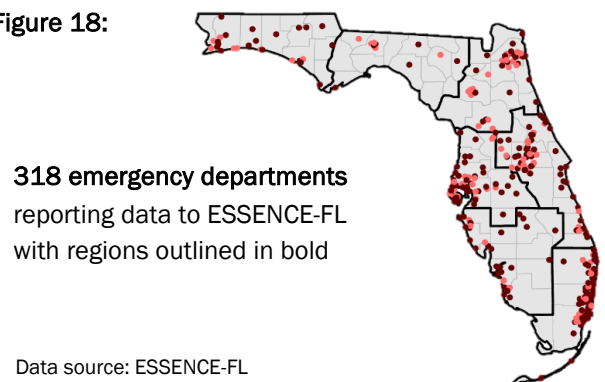 Figure 18:
318 emergency departments
reporting data to ESSENCE-FL
with regions outlined in bold
Data source: ESSENCE-FL